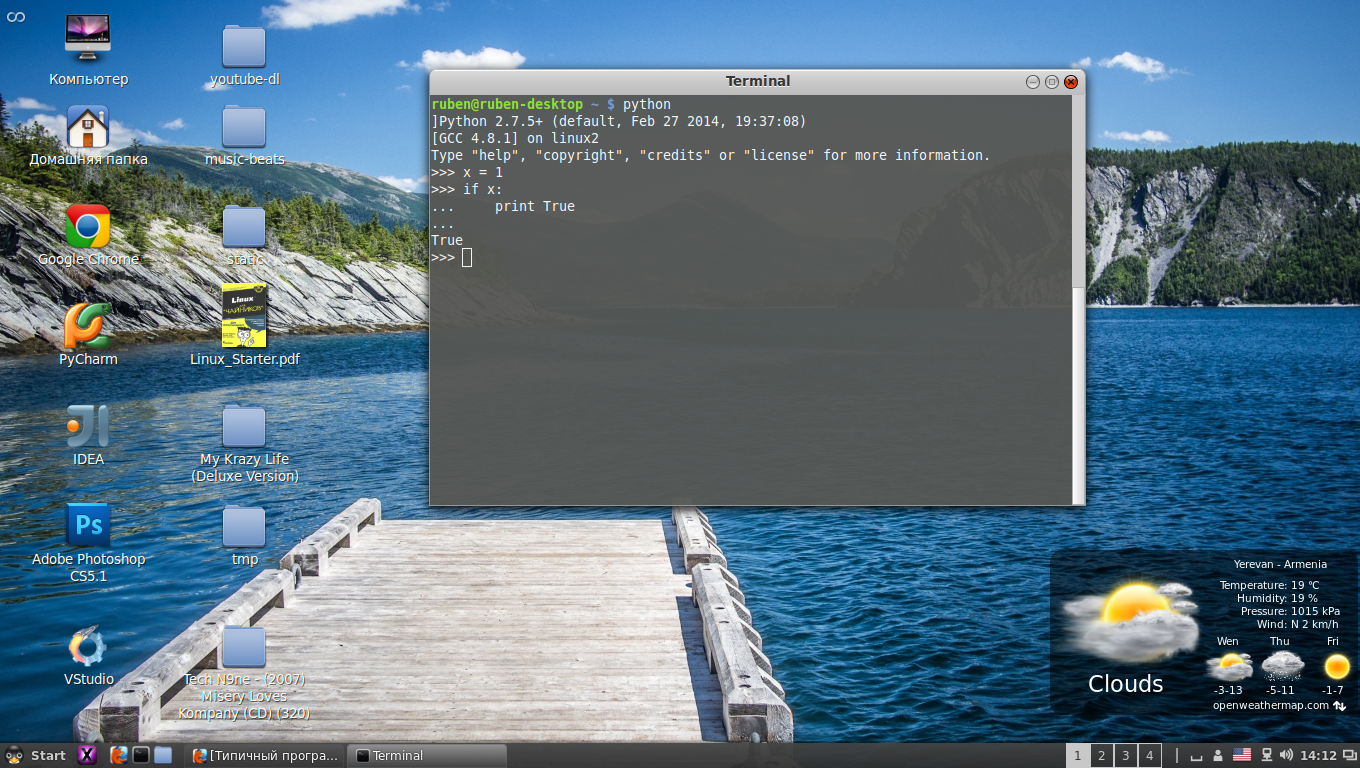 Компьютер
youtube-dl
Домашняя папка
music-beats
Google Chrome
static
PyCharm
Linux
"ЧАЙНИКОВ"
Linux_Starter.pdf
IDEA
My Krazy Life
(Deluxe Version)
Ps
Adobe Photoshop
CS5.1
tmp
VStudio
Tech N9ne - (2007)
Misery Loves
Kompany (CD) (320)
Terminal
ruben@ruben-desktop ~ $ python
]Python 2.7.5+ (default, Feb 27 2014, 19:37:08)
[GCC 4.8.1] on linux2
Type "help", "copyright", "credits" or "license" for more information.
>>> x = 1
>>> if x:
...     print True
...
True
>>>
Yerevan - Armenia
Temperature: 19 °C
Humidity: 19 %
Pressure: 1015 kPa
Wind: N 2 km/h
Clouds
Wen Thu Fri
-3-13 -5-11 -1-7
openweathermap.com
Start
[Типичный програ...
Terminal
1 2 3 4
14:12